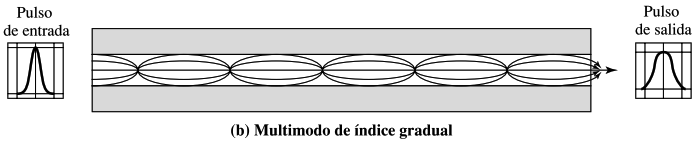 Pulso
de entrada
Pulso
de salida
(b) Multimodo de índice gradual